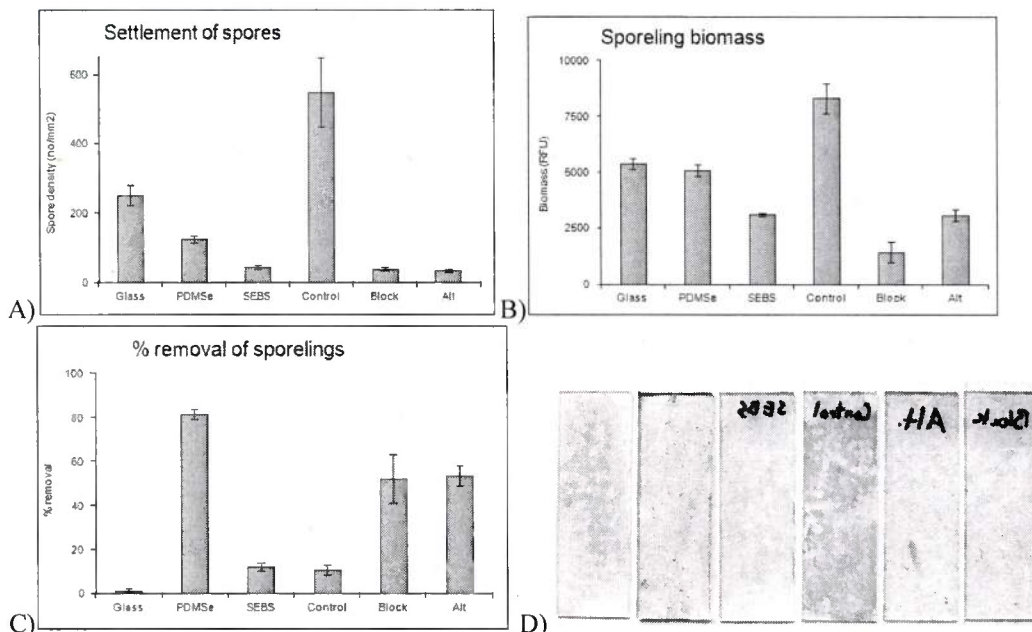 Settlement of spores
Spore density (no/mm2)
600
400
200
0
Glass PDMSe SEBS Control Block Alt
A)
Sporeling biomass
Biomass (RFU)
10000
7500
5000
2500
0
Glass PDMSe SEBS Control Block Alt
B)
% removal of sporelings
% removal
100
80
60
40
20
0
Glass PDMSe SEBS Control Block Alt
C)
SEBS Control Alt. Block
D)